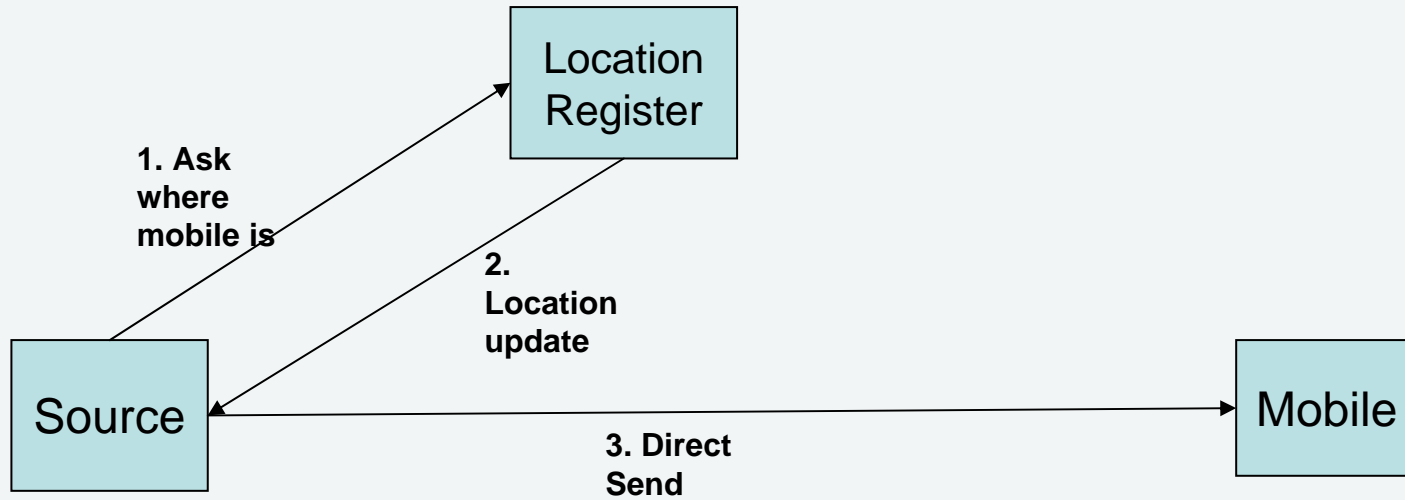 Location
Register
1. Ask
where
mobile is
2.
Location
update
Source
Mobile
3. Direct
Send